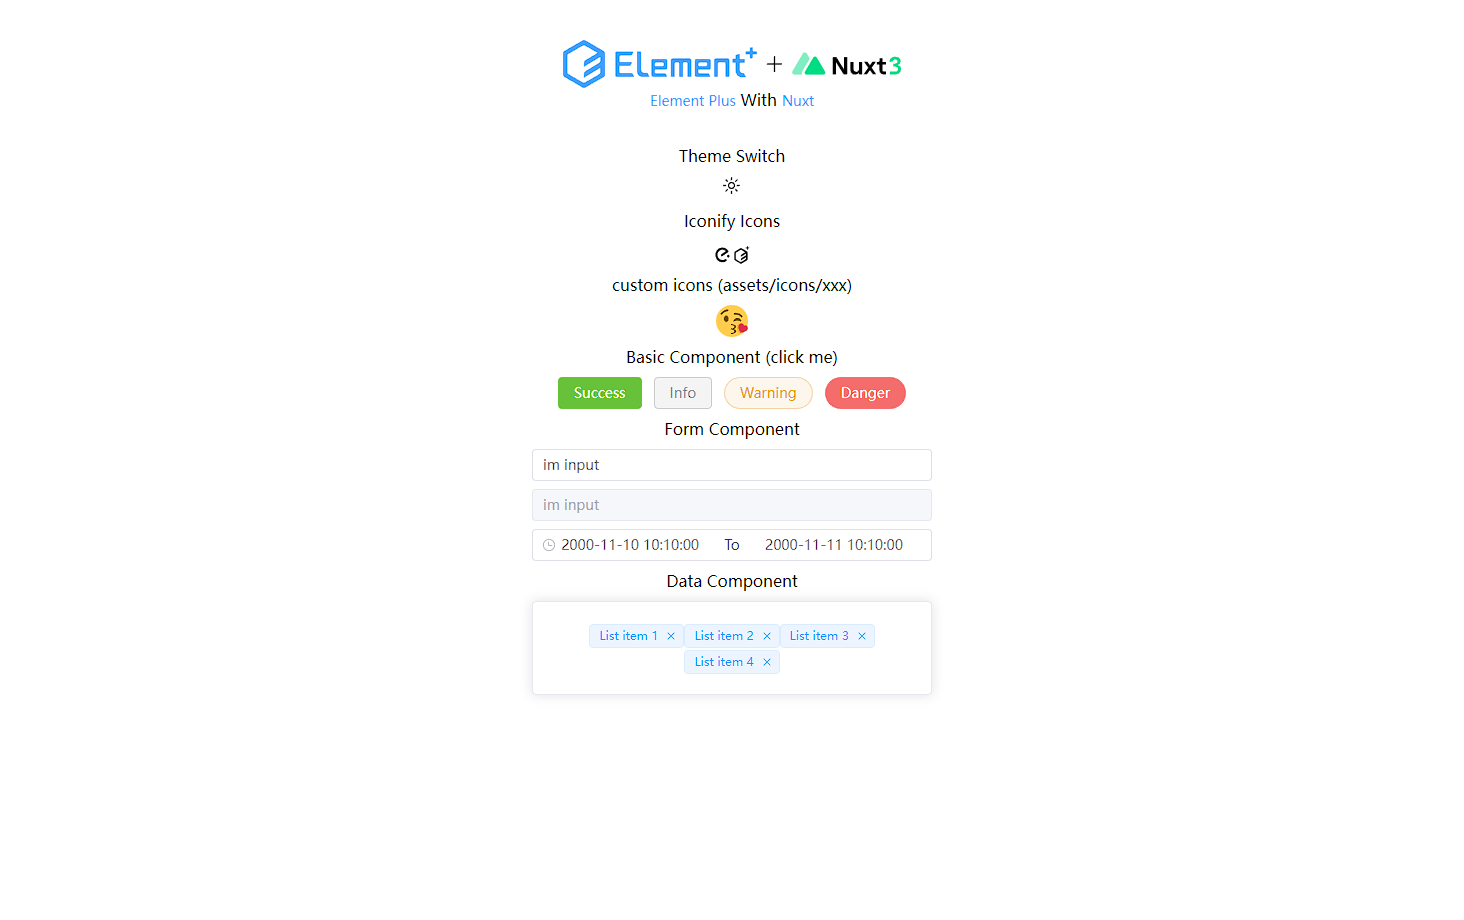 Element+ + Nuxt3
Element Plus With Nuxt
Theme Switch
Iconify Icons
custom icons (assets/icons/xxx)
Basic Component (click me)
Success Info Warning Danger
Form Component
im input
im input
2000-11-10 10:10:00 To 2000-11-11 10:10:00
Data Component
List item 1 × List item 2 × List item 3 ×
List item 4 ×